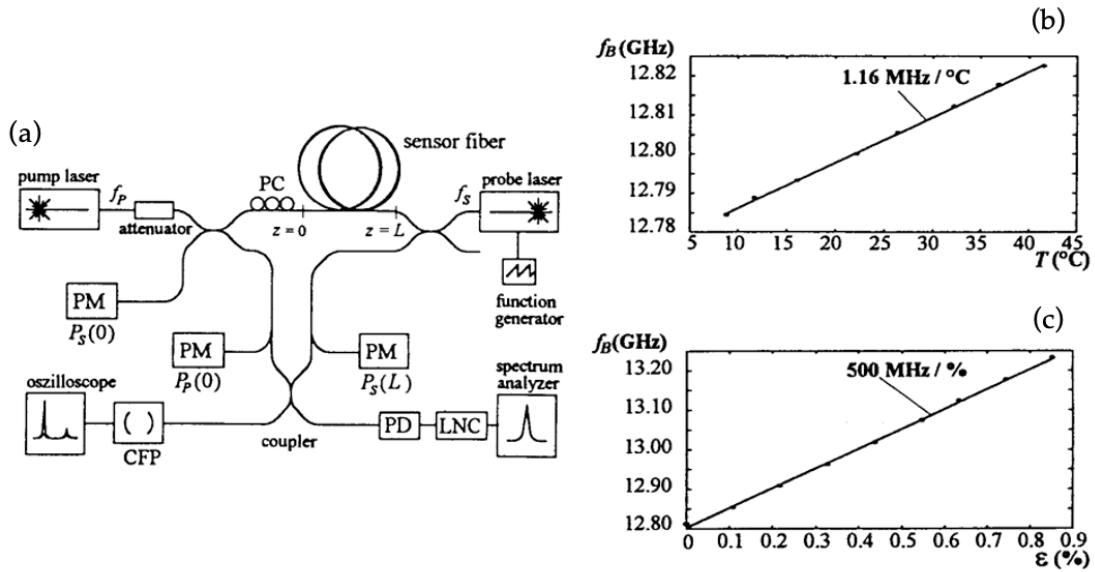 (a)
pump laser
f_P
attenuator
PC
sensor fiber
z = 0
z = L
f_S
probe laser
function
generator
PM
P_S(0)
PM
P_P(0)
PM
P_S(L)
oszilloscope
CFP
coupler
PD
LNC
spectrum
analyzer
(b)
f_B (GHz)
12.82
12.81
12.80
12.79
12.78
1.16 MHz / °C
5 10 15 20 25 30 35 40 45
T (°C)
(c)
f_B (GHz)
13.20
13.10
13.00
12.90
12.80
500 MHz / %
0 0.1 0.2 0.3 0.4 0.5 0.6 0.7 0.8 0.9
ε (%)